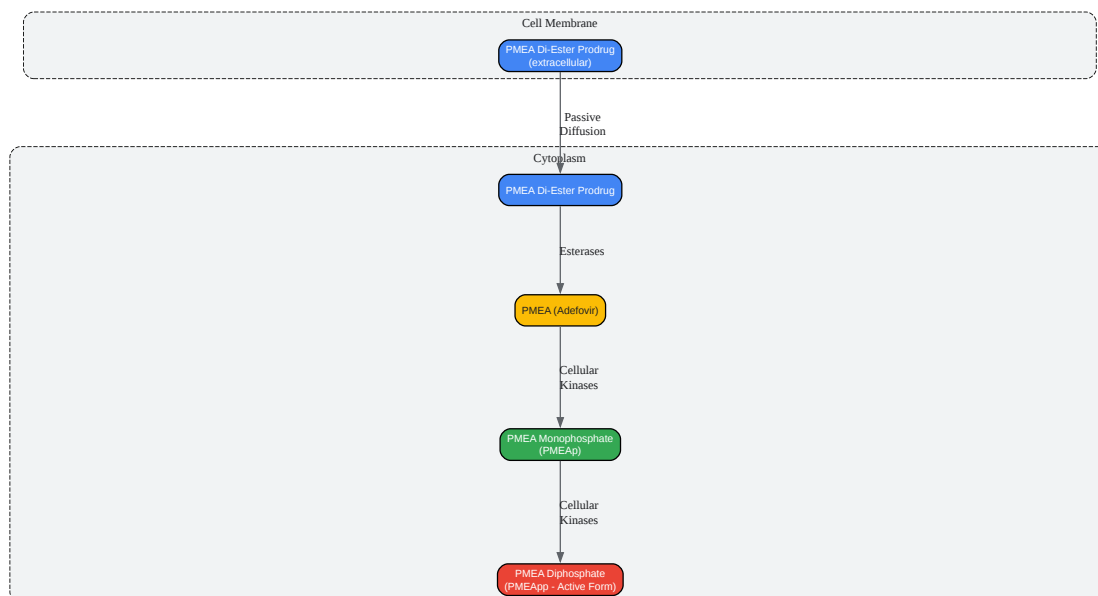 Cell Membrane
PMEA Di-Ester Prodrug
(extracellular)
Passive
Diffusion
Cytoplasm
PMEA Di-Ester Prodrug
Esterases
PMEA (Adefovir)
Cellular
Kinases
PMEA Monophosphate
(PMEAp)
Cellular
Kinases
PMEA Diphosphate
(PMEApp - Active Form)